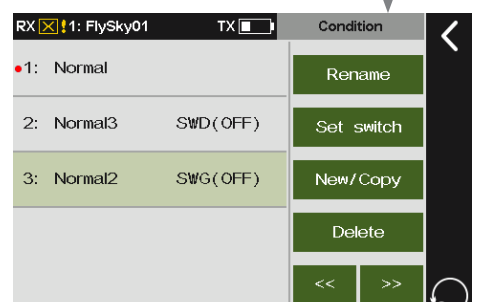 RX !1: FlySky01 TX Condition
1: Normal
Rename
2: Normal3 SWD(OFF)
Set switch
3: Normal2 SWG(OFF)
New/Copy
Delete
<< >>